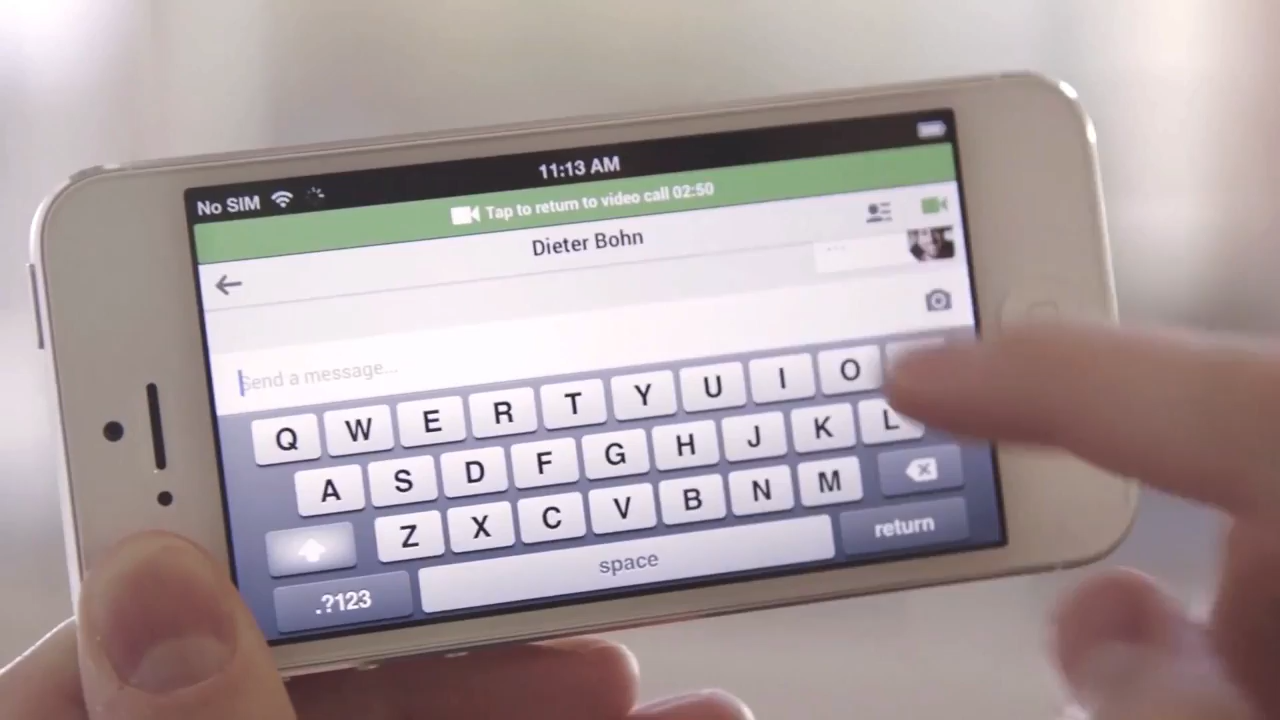 No SIM 11:13 AM
Tap to return to video call 02:50
Dieter Bohn
...
Send a message...
Q W E R T Y U I O
A S D F G H J K L
Z X C V B N M
.?123 space return